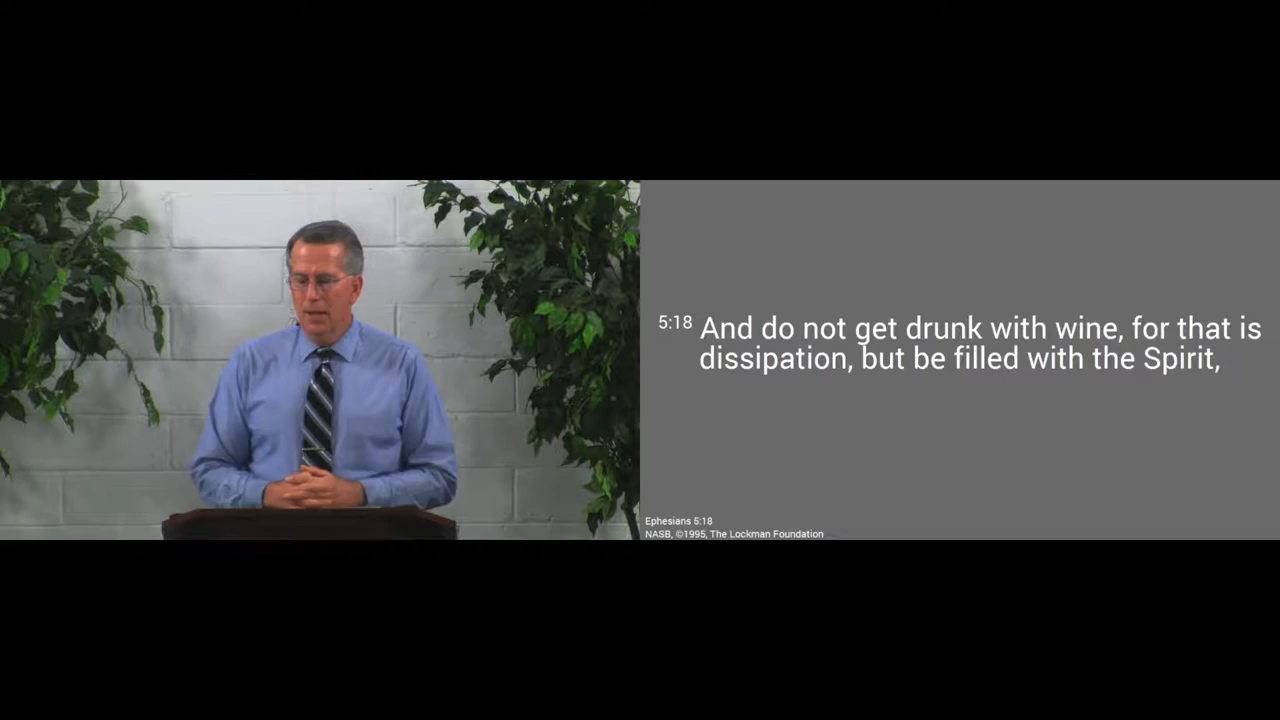 5:18 And do not get drunk with wine, for that is
dissipation, but be filled with the Spirit,
Ephesians 5:18
NASB, ©1995, The Lockman Foundation